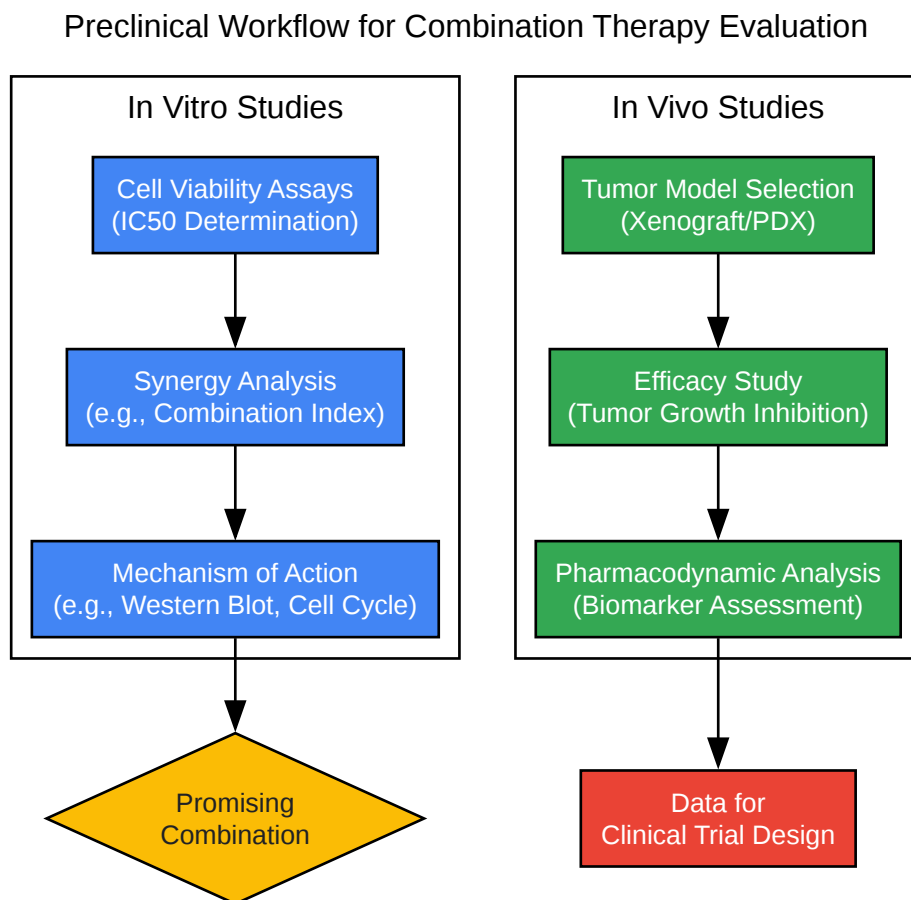 Preclinical Workflow for Combination Therapy Evaluation
In Vitro Studies
Cell Viability Assays
(IC50 Determination)
Synergy Analysis
(e.g., Combination Index)
Mechanism of Action
(e.g., Western Blot, Cell Cycle)
Promising
Combination
In Vivo Studies
Tumor Model Selection
(Xenograft/PDX)
Efficacy Study
(Tumor Growth Inhibition)
Pharmacodynamic Analysis
(Biomarker Assessment)
Data for
Clinical Trial Design